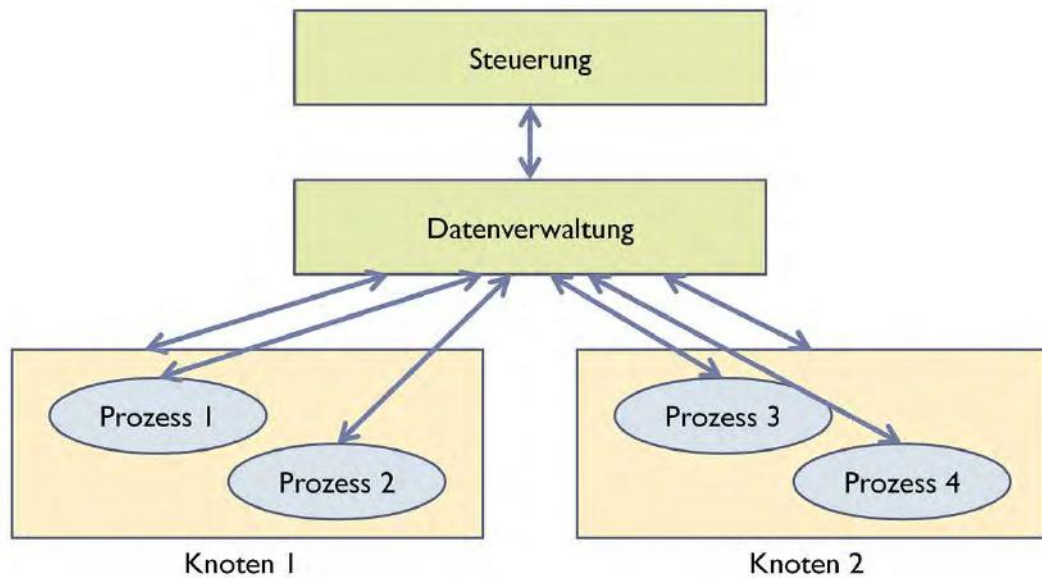 Steuerung
Datenverwaltung
Prozess 1
Prozess 2
Prozess 3
Prozess 4
Knoten 1
Knoten 2